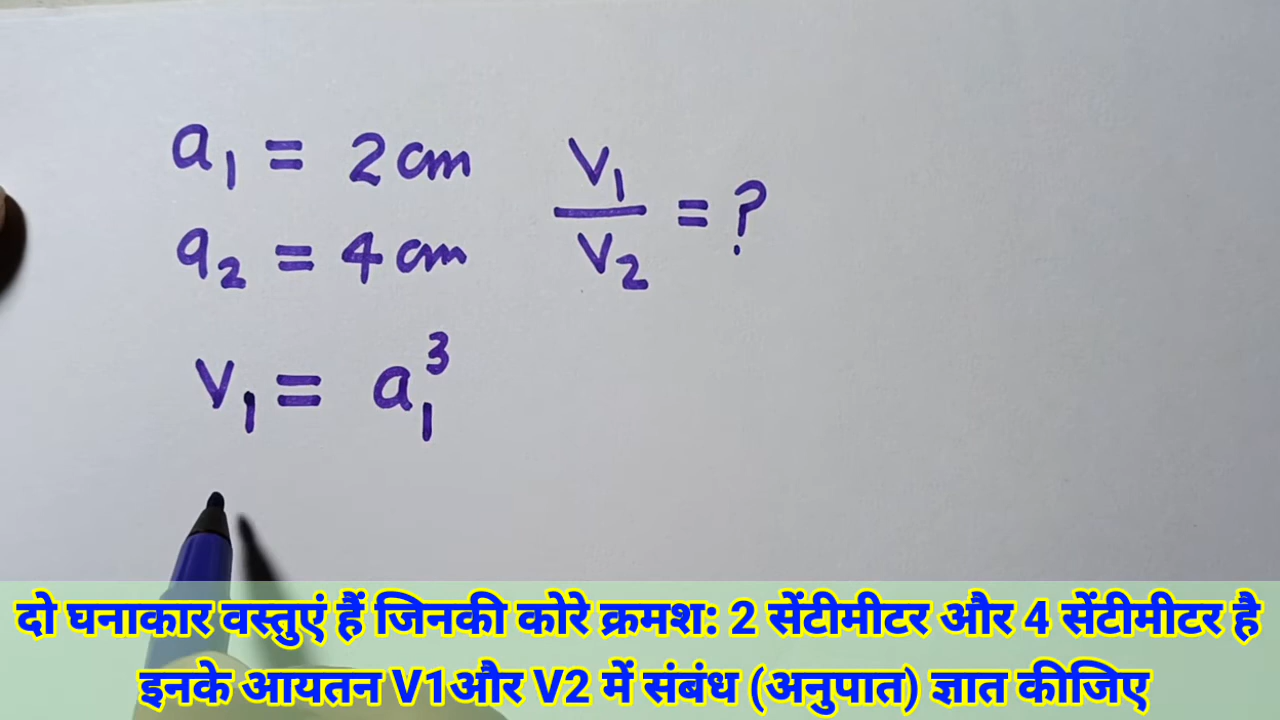 a₁ = 2 cm
a₂ = 4 cm
V₁/V₂ = ?
V₁ = a₁³
दो घनाकार वस्तुएं हैं जिनकी कोरे क्रमश: 2 सेंटीमीटर और 4 सेंटीमीटर है
इनके आयतन V1और V2 में संबंध (अनुपात) ज्ञात कीजिए